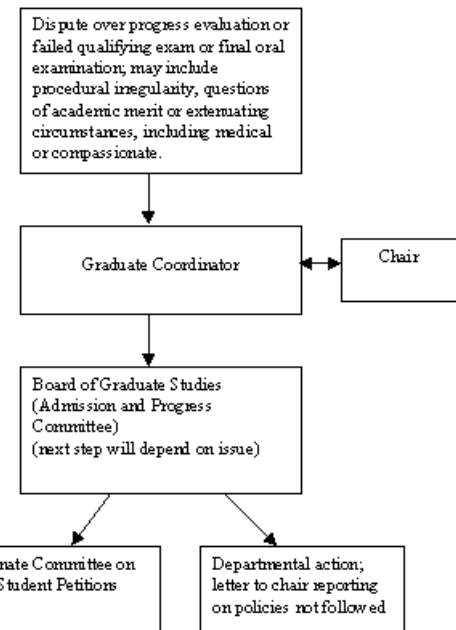 Dispute over progress evaluation or
failed qualifying exam or final oral
examination; may include
procedural irregularity, questions
of academic merit or extenuating
circumstances, including medical
or compassionate.
Graduate Coordinator
Chair
Board of Graduate Studies
(Admission and Progress
Committee)
(next step will depend on issue)
Committee on
Student Petitions
Departmental action;
letter to chair reporting
on policies not followed